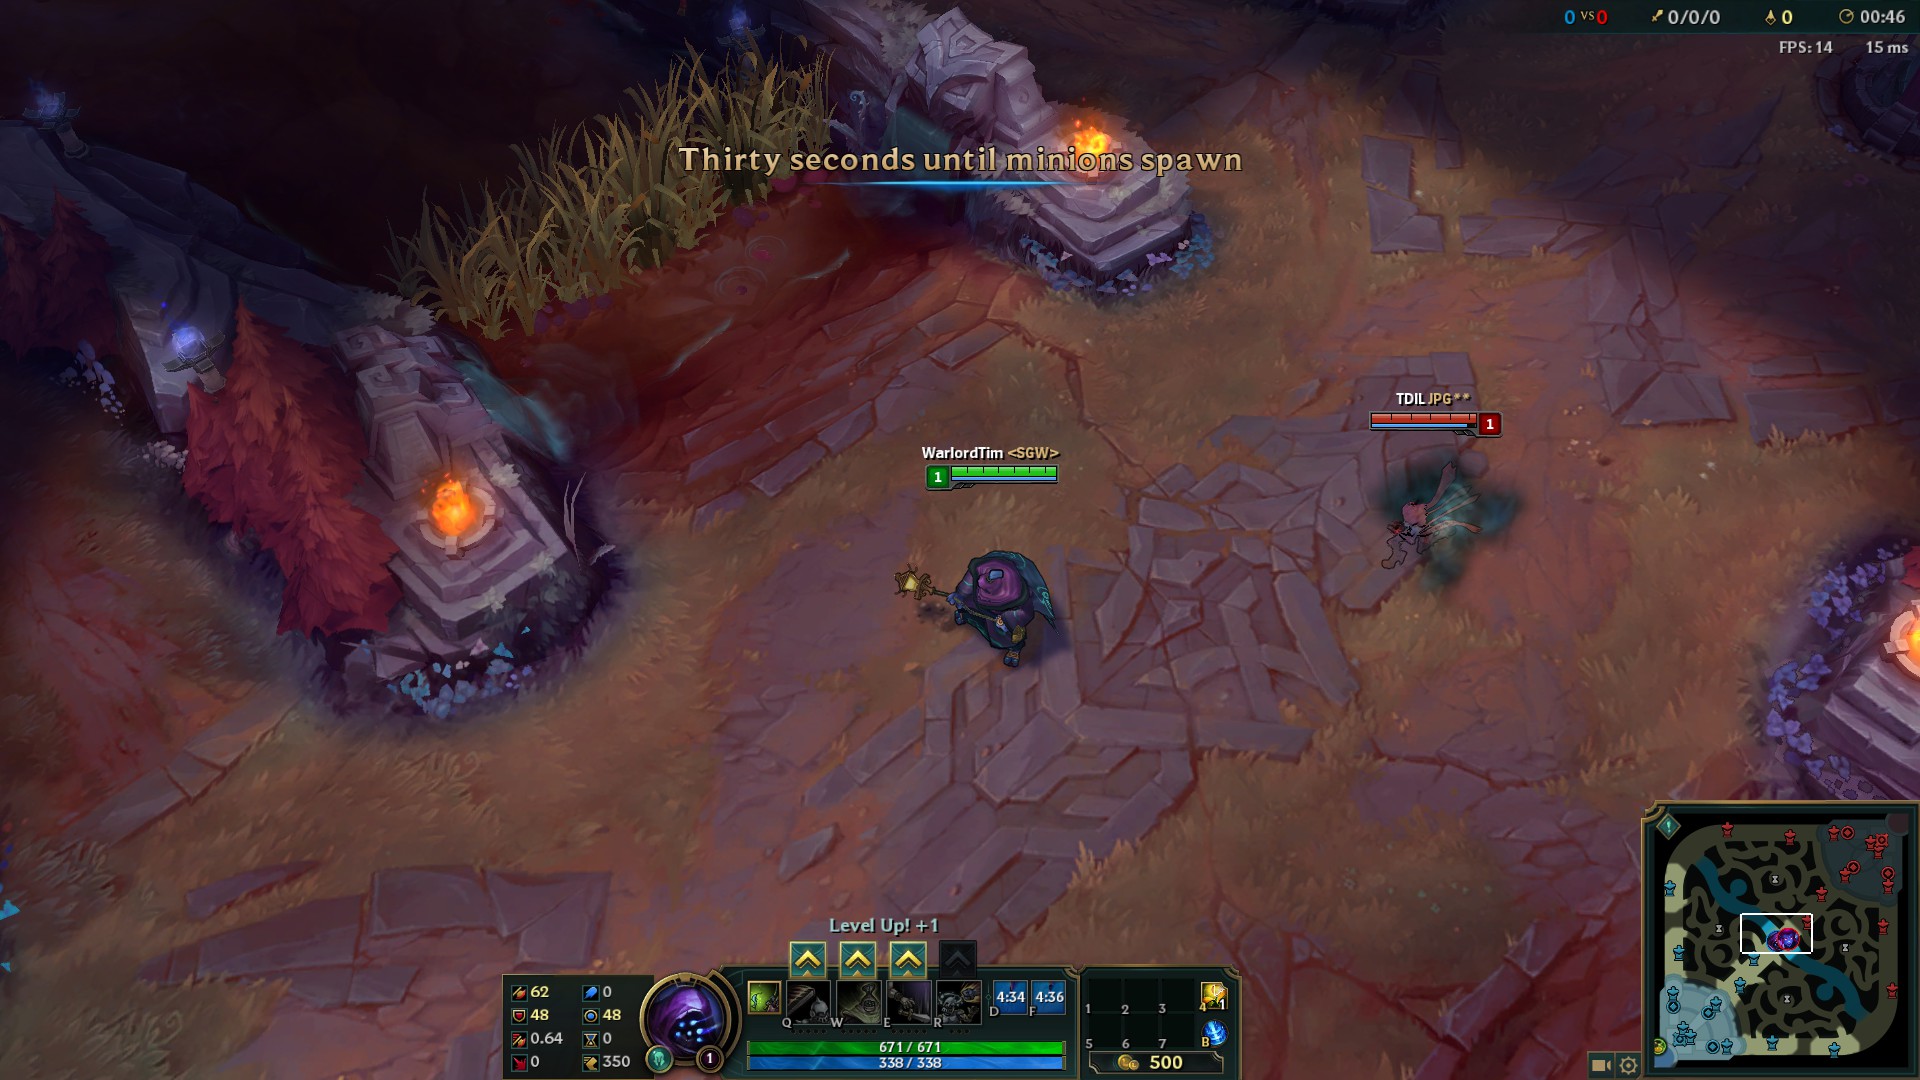 0 VS 0 0/0/0 0 00:46
FPS: 14 15 ms
Thirty seconds until minions spawn
TDIL JPG**
1
WarlordTim <SGW>
1
Level Up! +1
62 0
48 48
0.64 0
0 350
1
Q W E R
4:34 4:36
D F
671 / 671
338 / 338
1 2 3 4 1
5 6 7 B
500